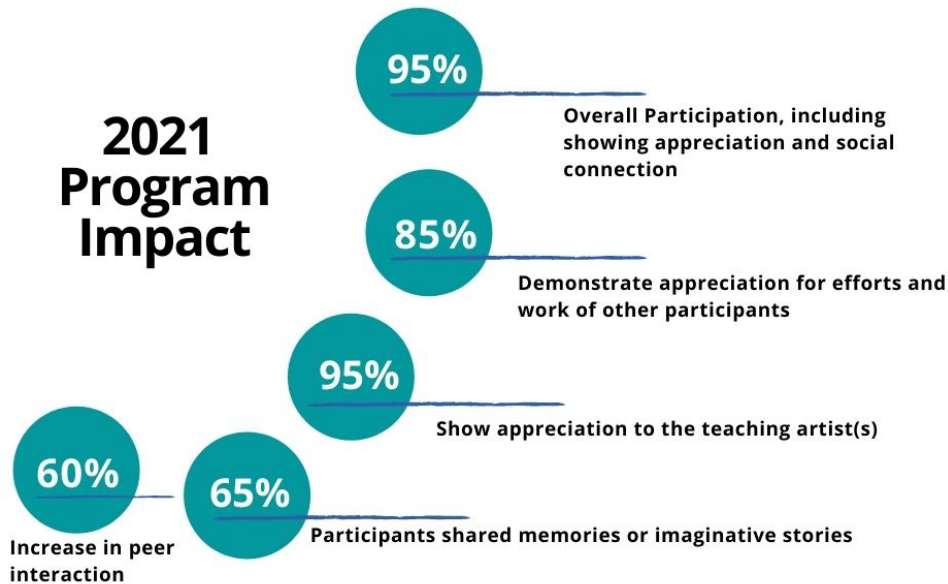 2021
Program
Impact
95%
Overall Participation, including
showing appreciation and social
connection
85%
Demonstrate appreciation for efforts and
work of other participants
95%
Show appreciation to the teaching artist(s)
65%
Participants shared memories or imaginative stories
60%
Increase in peer
interaction